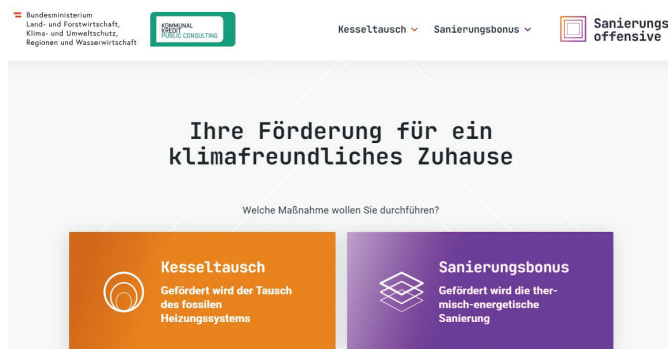 Bundesministerium
Land- und Forstwirtschaft,
Klima- und Umweltschutz,
Regionen und Wasserwirtschaft
KOMMUNAL
KREDIT
PUBLIC CONSULTING
Kesseltausch
Sanierungsbonus
Sanierungs
offensive
Ihre Förderung für ein
klimafreundliches Zuhause
Welche Maßnahme wollen Sie durchführen?
Kesseltausch
Gefördert wird der Tausch
des fossilen
Heizungssystems
Sanierungsbonus
Gefördert wird die ther-
misch-energetische
Sanierung